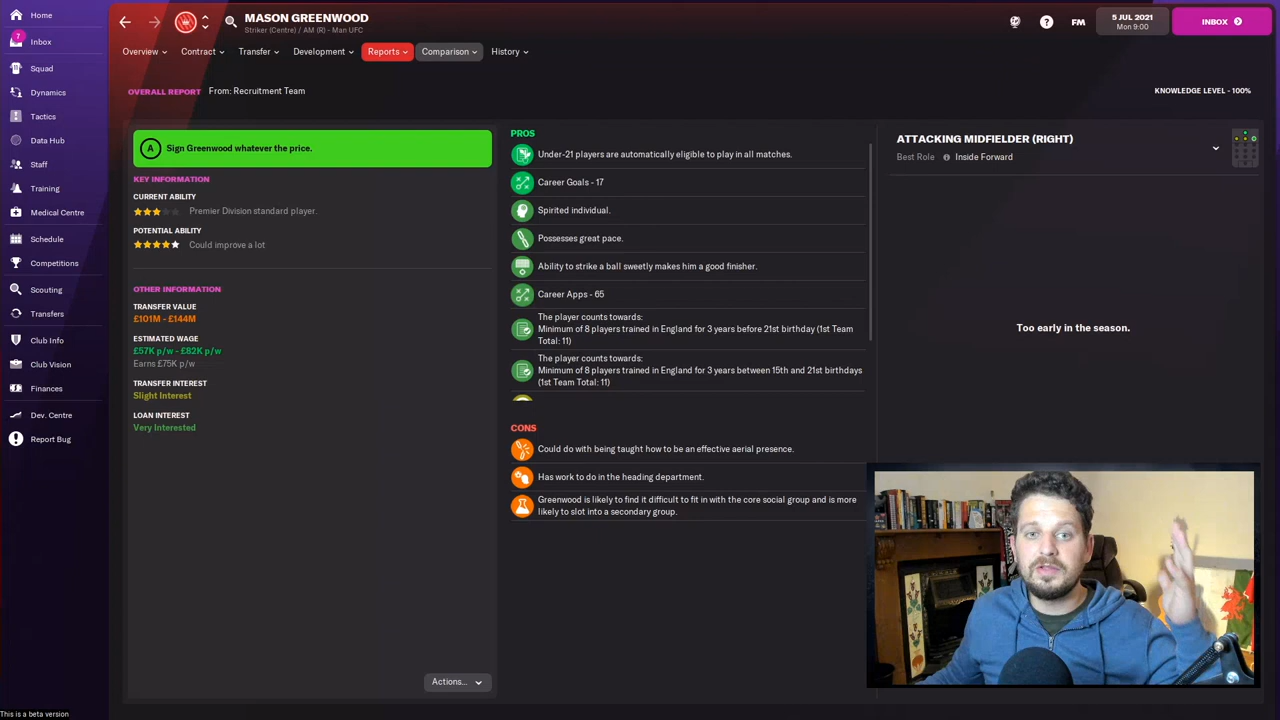 Home
7
Inbox
Squad
Dynamics
Tactics
Data Hub
Staff
Training
Medical Centre
Schedule
Competitions
Scouting
Transfers
Club Info
Club Vision
Finances
Dev. Centre
Report Bug
This is a beta version
MASON GREENWOOD
Striker (Centre) / AM (R) - Man UFC
?
FM
5 JUL 2021
Mon 9:00
INBOX
Overview
Contract
Transfer
Development
Reports
Comparison
History
OVERALL REPORT
From: Recruitment Team
KNOWLEDGE LEVEL - 100%
A
Sign Greenwood whatever the price.
KEY INFORMATION
CURRENT ABILITY
Premier Division standard player.
POTENTIAL ABILITY
Could improve a lot
OTHER INFORMATION
TRANSFER VALUE
£101M - £144M
ESTIMATED WAGE
£57K p/w - £82K p/w
Earns £75K p/w
TRANSFER INTEREST
Slight Interest
LOAN INTEREST
Very Interested
Actions...
PROS
Under-21 players are automatically eligible to play in all matches.
Career Goals - 17
Spirited individual.
Possesses great pace.
Ability to strike a ball sweetly makes him a good finisher.
Career Apps - 65
The player counts towards:
Minimum of 8 players trained in England for 3 years before 21st birthday (1st Team
Total: 11)
The player counts towards:
Minimum of 8 players trained in England for 3 years between 15th and 21st birthdays
(1st Team Total: 11)
CONS
Could do with being taught how to be an effective aerial presence.
Has work to do in the heading department.
Greenwood is likely to find it difficult to fit in with the core social group and is more
likely to slot into a secondary group.
ATTACKING MIDFIELDER (RIGHT)
Best Role
Inside Forward
Too early in the season.